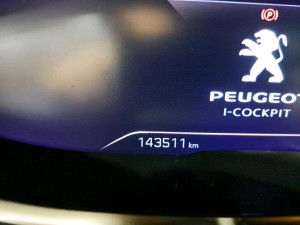 P
PEUGEOT
I-COCKPIT
143511 km